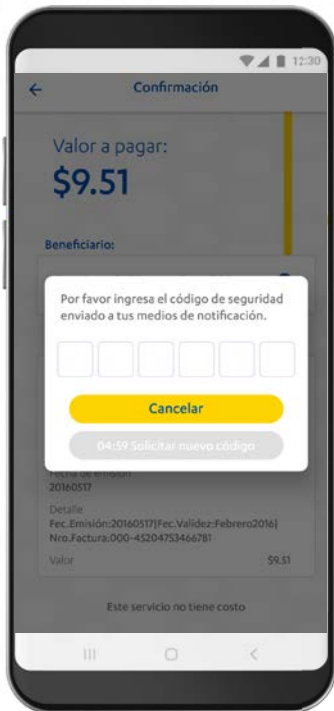 12:30
Confirmación
Valor a pagar:
$9.51
Beneficiario:
Por favor ingresa el código de seguridad
enviado a tus medios de notificación.
Cancelar
04:59 Solicitar nuevo código
Fecha de emisión
20160517
Detalle
Fec.Emisión:20160517|Fec.Validez:Febrero2016|
Nro.Factura:000-45204753466781
Valor $9.51
Este servicio no tiene costo